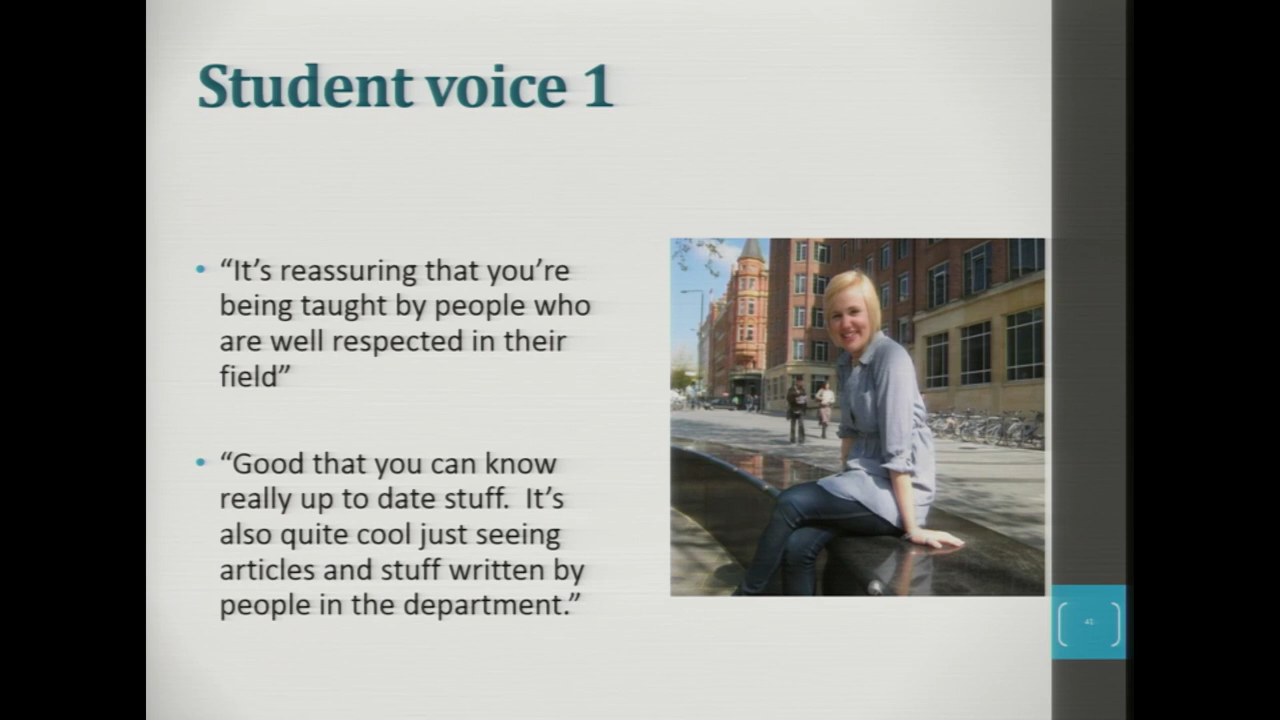 Student voice 1
• “It’s reassuring that you’re
being taught by people who
are well respected in their
field”
• “Good that you can know
really up to date stuff.  It’s
also quite cool just seeing
articles and stuff written by
people in the department.”